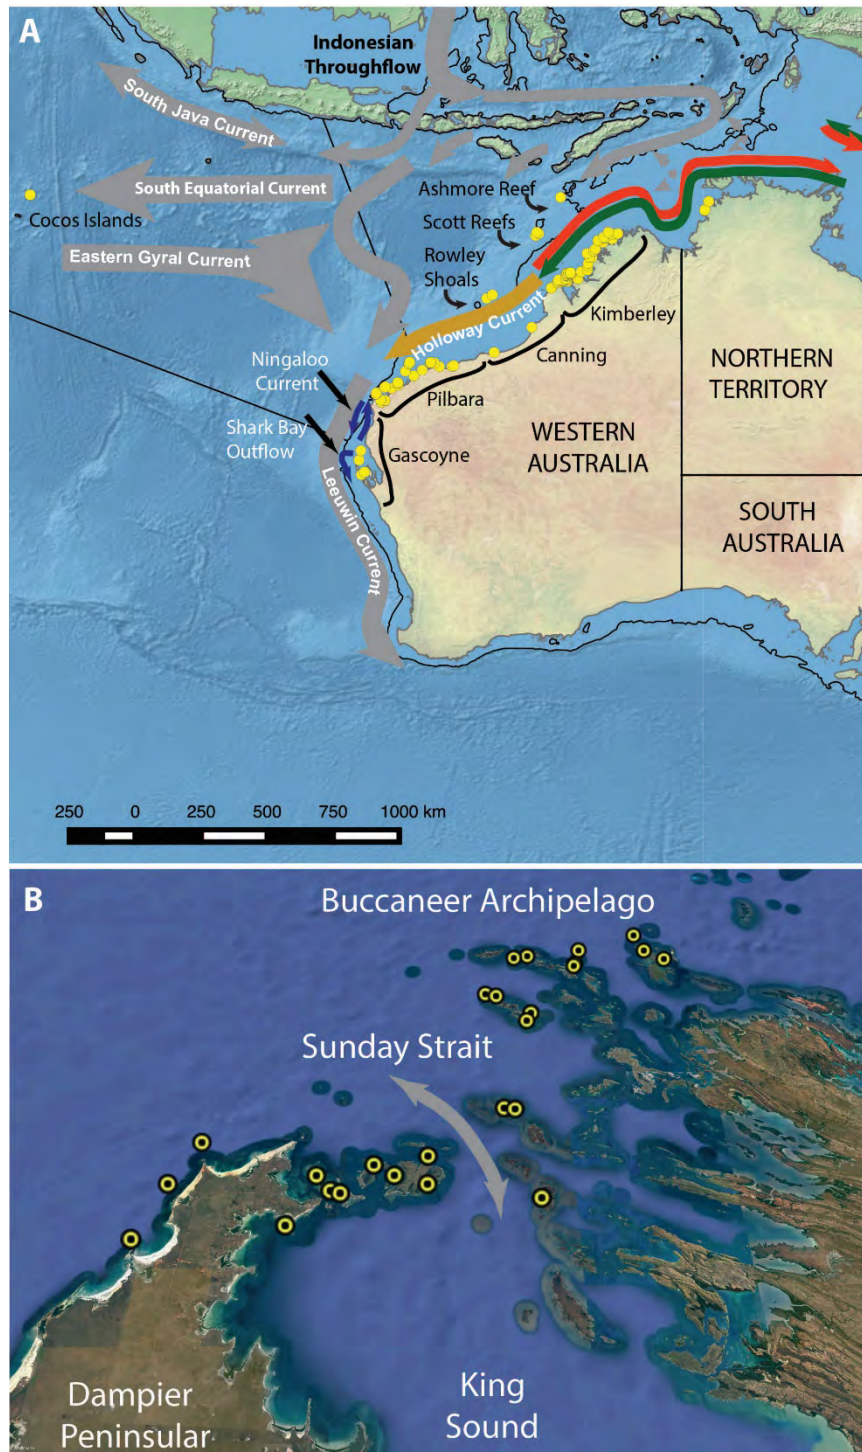 A
Indonesian
Throughflow
South Java Current
South Equatorial Current
Ashmore Reef
Cocos Islands
Scott Reefs
Eastern Gyral Current
Rowley
Shoals
Holloway Current
Kimberley
Ningaloo
Current
Canning
NORTHERN
TERRITORY
Pilbara
Shark Bay
Outflow
WESTERN
AUSTRALIA
Gascoyne
Leeuwin Current
SOUTH
AUSTRALIA
250 0 250 500 750 1000 km
B
Buccaneer Archipelago
Sunday Strait
Dampier
Peninsular
King
Sound